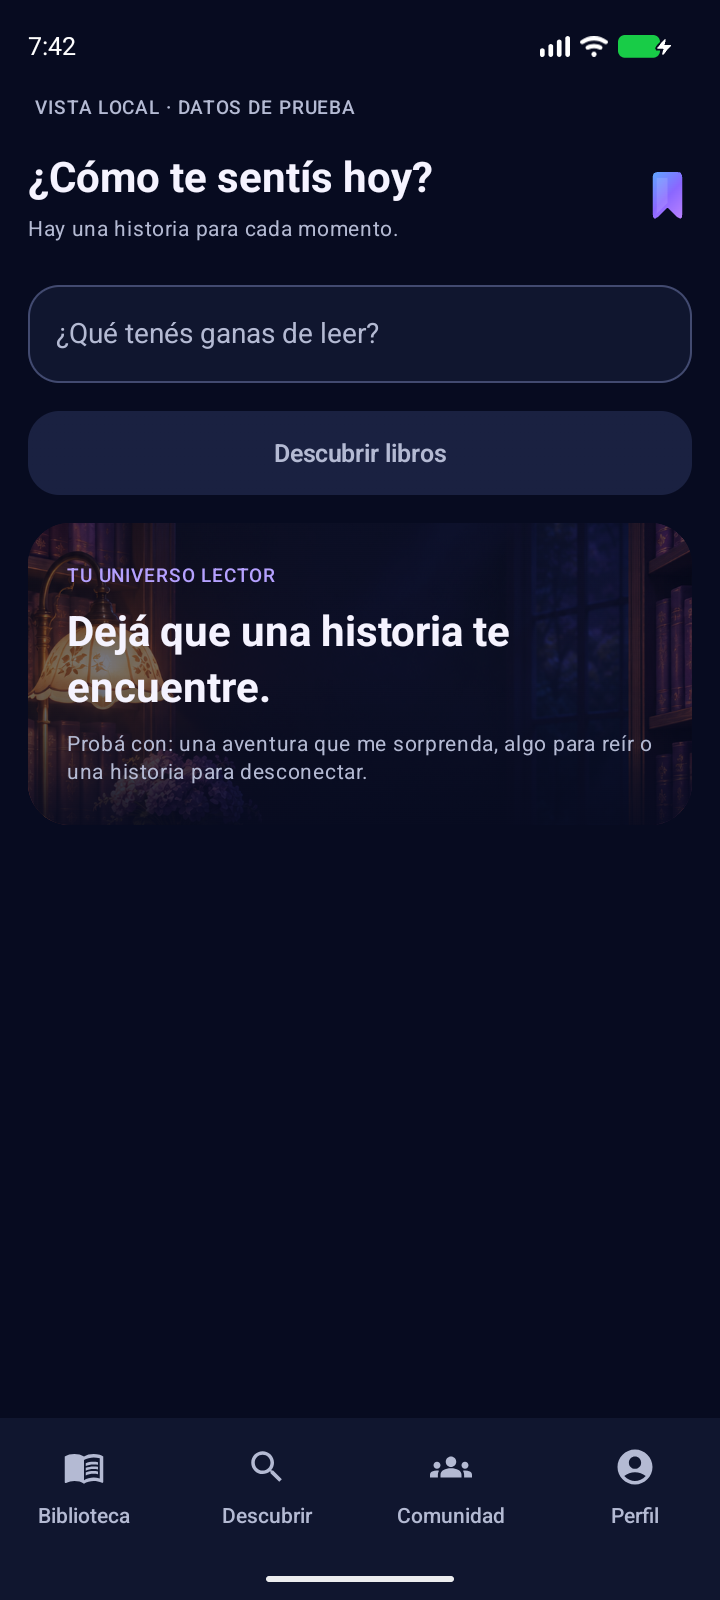 7:42
VISTA LOCAL · DATOS DE PRUEBA
¿Cómo te sentís hoy?
Hay una historia para cada momento.
¿Qué tenés ganas de leer?
Descubrir libros
TU UNIVERSO LECTOR
Dejá que una historia te
encuentre.
Probá con: una aventura que me sorprenda, algo para reír o
una historia para desconectar.
Biblioteca
Descubrir
Comunidad
Perfil